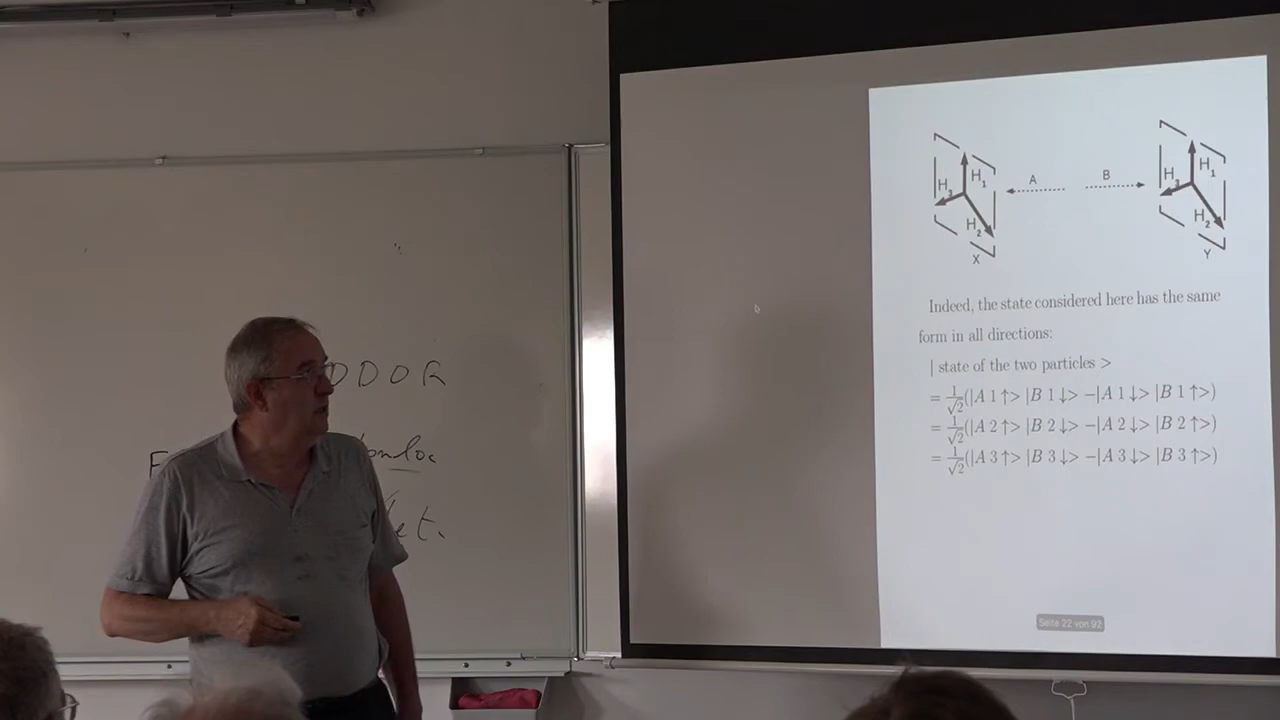 DDOR
F
H₁
H₃
H₂
X
A
B
H₁
H₃
H₂
Y
Indeed, the state considered here has the same
form in all directions:
| state of the two particles >
= 1/√2(|A 1 ↑> |B 1 ↓> −|A 1 ↓> |B 1 ↑>)
= 1/√2(|A 2 ↑> |B 2 ↓> −|A 2 ↓> |B 2 ↑>)
= 1/√2(|A 3 ↑> |B 3 ↓> −|A 3 ↓> |B 3 ↑>)
Seite 22 von 92